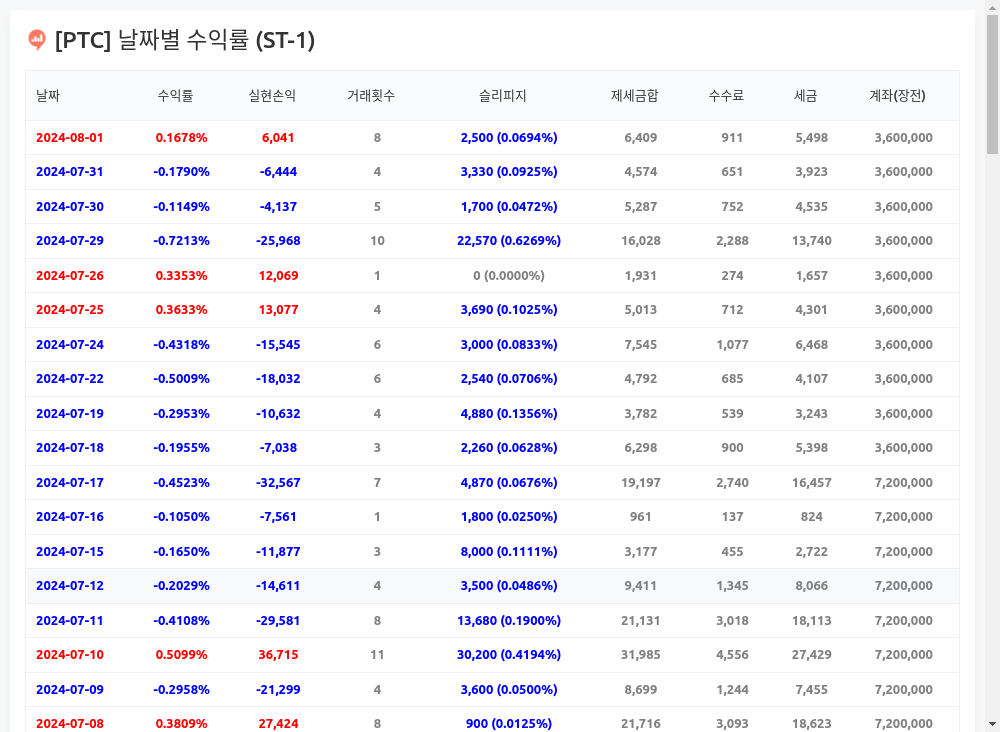 [PTC] 날짜별 수익률 (ST-1)
날짜 수익률 실현손익 거래횟수 슬리피지 제세금합 수수료 세금 계좌(장전)
2024-08-01 0.1678% 6,041 8 2,500 (0.0694%) 6,409 911 5,498 3,600,000
2024-07-31 -0.1790% -6,444 4 3,330 (0.0925%) 4,574 651 3,923 3,600,000
2024-07-30 -0.1149% -4,137 5 1,700 (0.0472%) 5,287 752 4,535 3,600,000
2024-07-29 -0.7213% -25,968 10 22,570 (0.6269%) 16,028 2,288 13,740 3,600,000
2024-07-26 0.3353% 12,069 1 0 (0.0000%) 1,931 274 1,657 3,600,000
2024-07-25 0.3633% 13,077 4 3,690 (0.1025%) 5,013 712 4,301 3,600,000
2024-07-24 -0.4318% -15,545 6 3,000 (0.0833%) 7,545 1,077 6,468 3,600,000
2024-07-22 -0.5009% -18,032 6 2,540 (0.0706%) 4,792 685 4,107 3,600,000
2024-07-19 -0.2953% -10,632 4 4,880 (0.1356%) 3,782 539 3,243 3,600,000
2024-07-18 -0.1955% -7,038 3 2,260 (0.0628%) 6,298 900 5,398 3,600,000
2024-07-17 -0.4523% -32,567 7 4,870 (0.0676%) 19,197 2,740 16,457 7,200,000
2024-07-16 -0.1050% -7,561 1 1,800 (0.0250%) 961 137 824 7,200,000
2024-07-15 -0.1650% -11,877 3 8,000 (0.1111%) 3,177 455 2,722 7,200,000
2024-07-12 -0.2029% -14,611 4 3,500 (0.0486%) 9,411 1,345 8,066 7,200,000
2024-07-11 -0.4108% -29,581 8 13,680 (0.1900%) 21,131 3,018 18,113 7,200,000
2024-07-10 0.5099% 36,715 11 30,200 (0.4194%) 31,985 4,556 27,429 7,200,000
2024-07-09 -0.2958% -21,299 4 3,600 (0.0500%) 8,699 1,244 7,455 7,200,000
2024-07-08 0.3809% 27,424 8 900 (0.0125%) 21,716 3,093 18,623 7,200,000